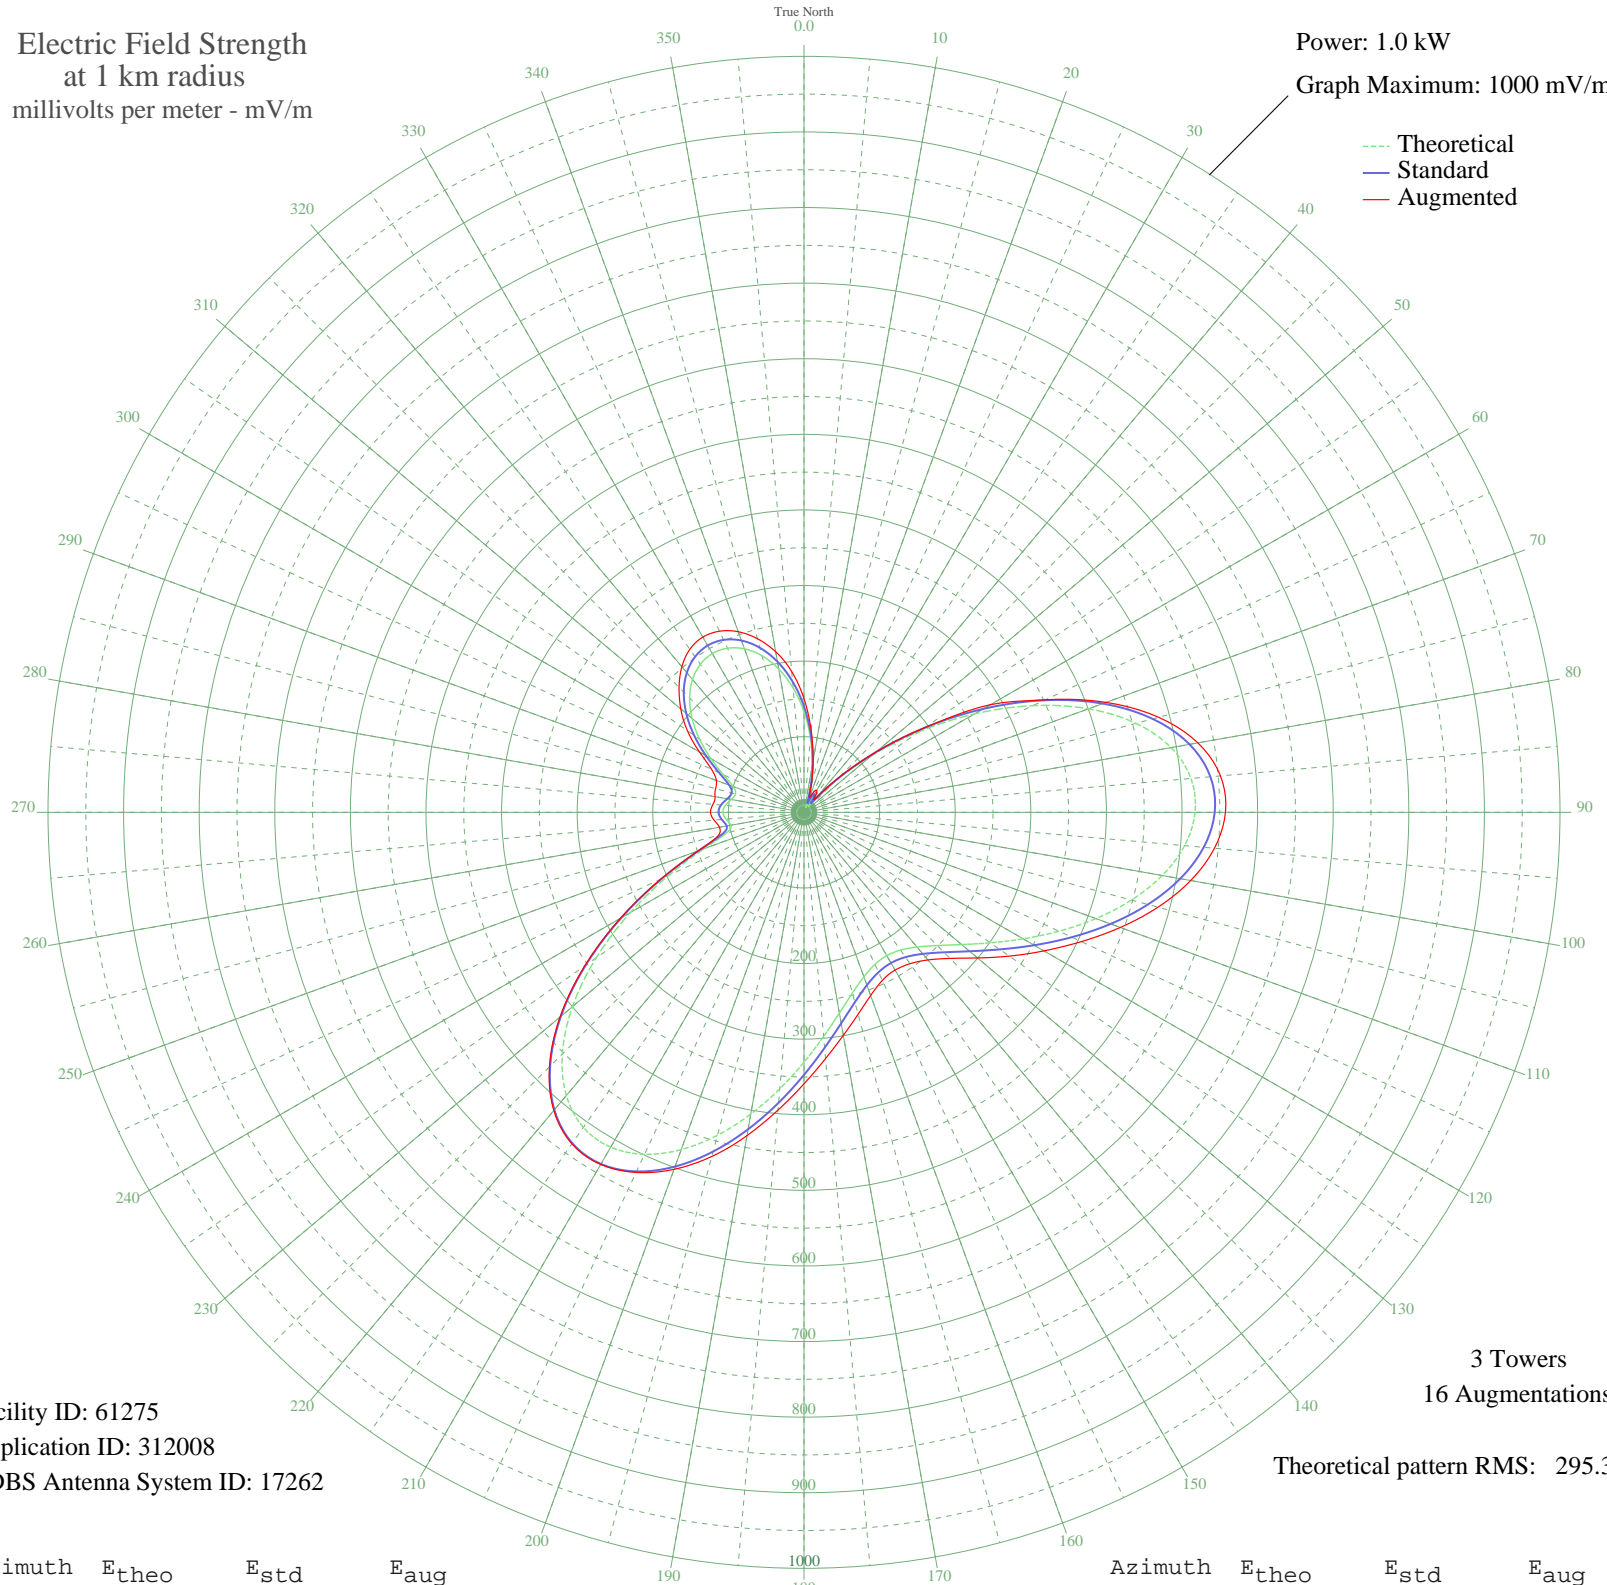 True North
Electric Field Strength
at 1 km radius
millivolts per meter - mV/m
Power: 1.0 kW
Graph Maximum: 1000 mV/m
Theoretical
Standard
Augmented
0.0
10
20
30
40
50
60
70
80
90
100
110
120
130
140
150
160
170
190
200
210
220
230
240
250
260
270
280
290
300
310
320
330
340
350
200
300
400
500
600
700
800
900
1000
3 Towers
16 Augmentations
Theoretical pattern RMS: 295.3
cility ID: 61275
plication ID: 312008
DBS Antenna System ID: 17262
imuth Etheo Estd Eaug
Azimuth Etheo Estd Eaug